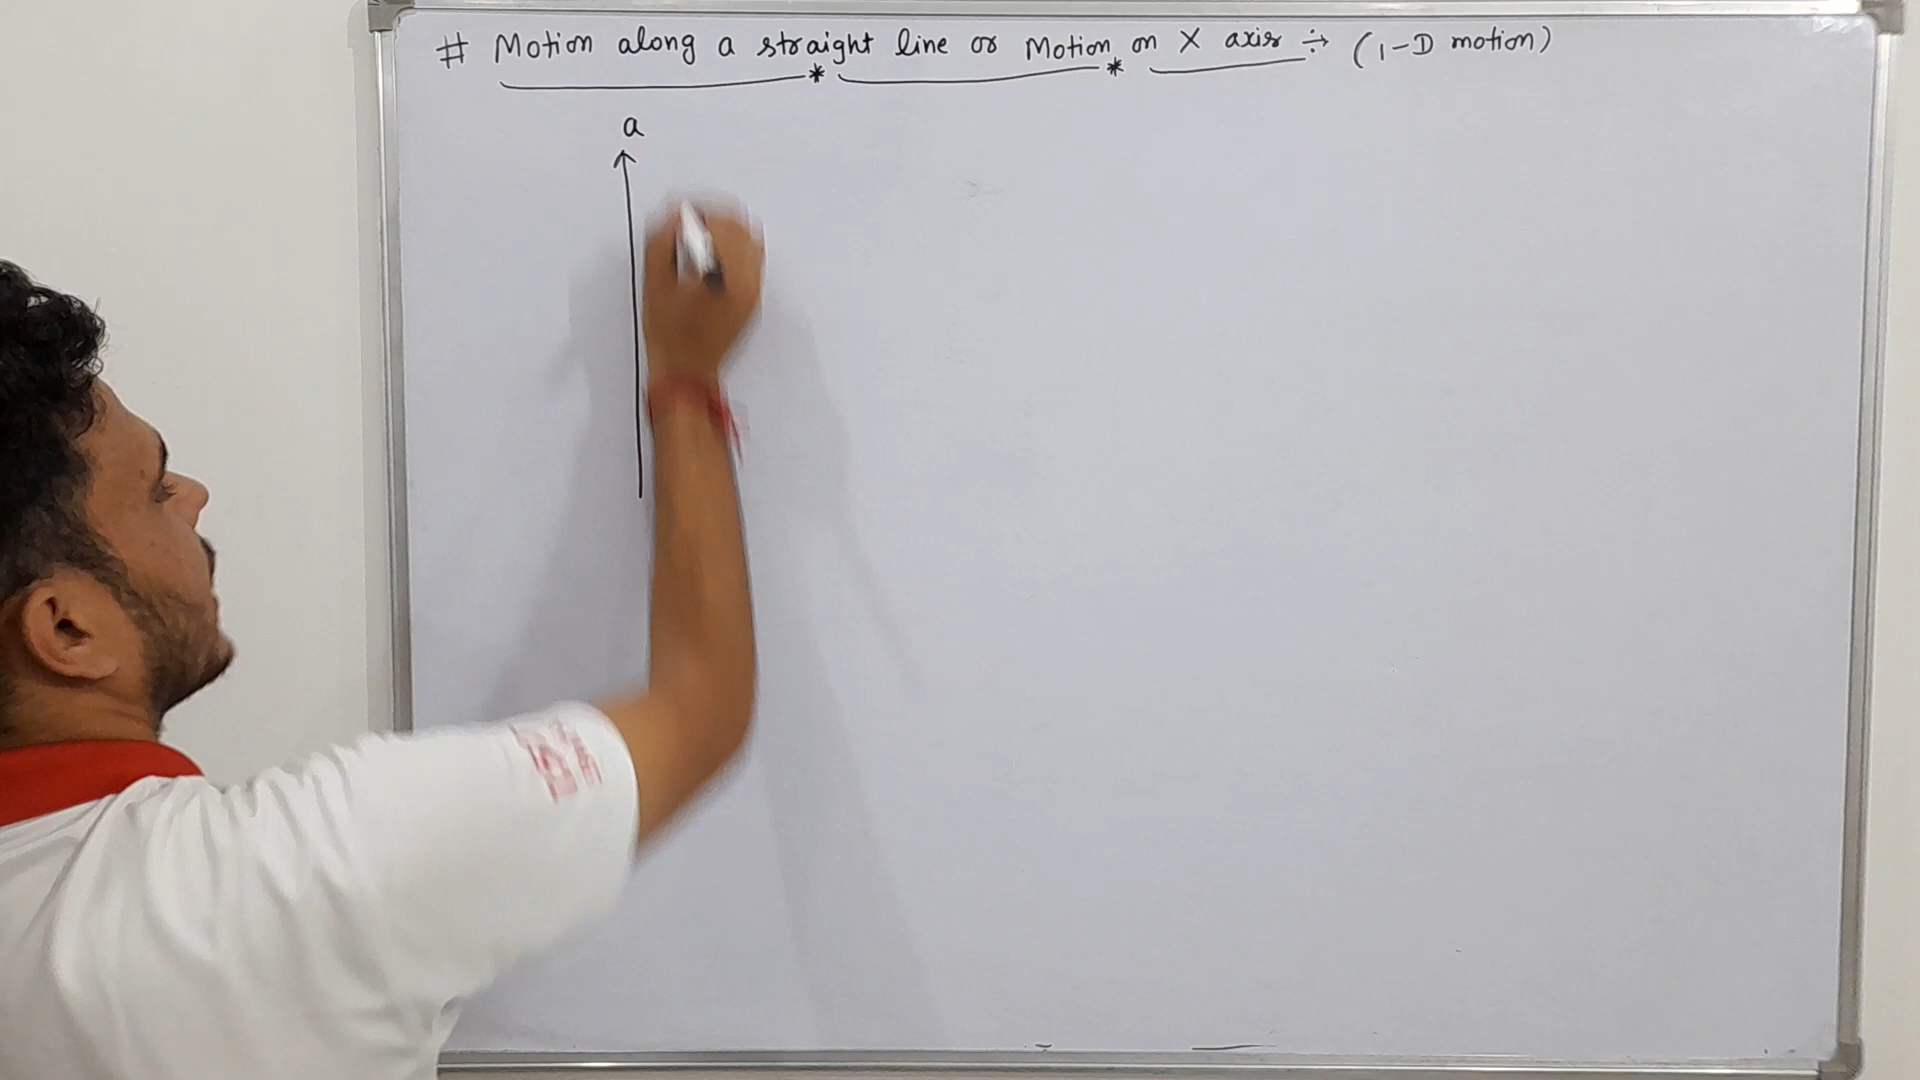 # Motion along a straight line or Motion on X axis ÷ (1-D motion)
a